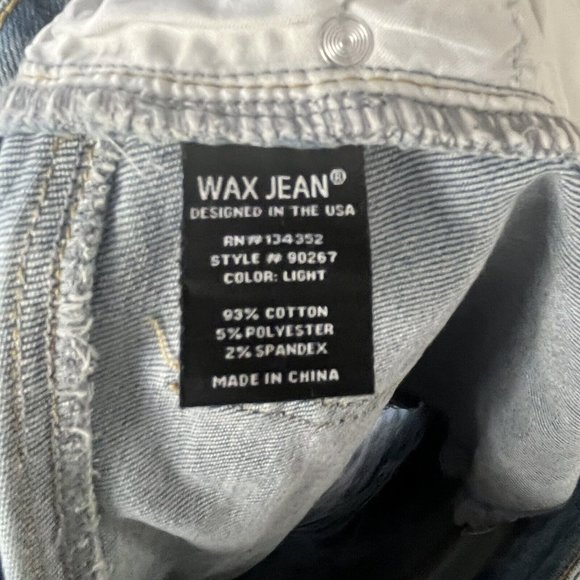 WAX JEAN®
DESIGNED IN THE USA
RN# 134352
STYLE # 90267
COLOR: LIGHT
93% COTTON
5% POLYESTER
2% SPANDEX
MADE IN CHINA